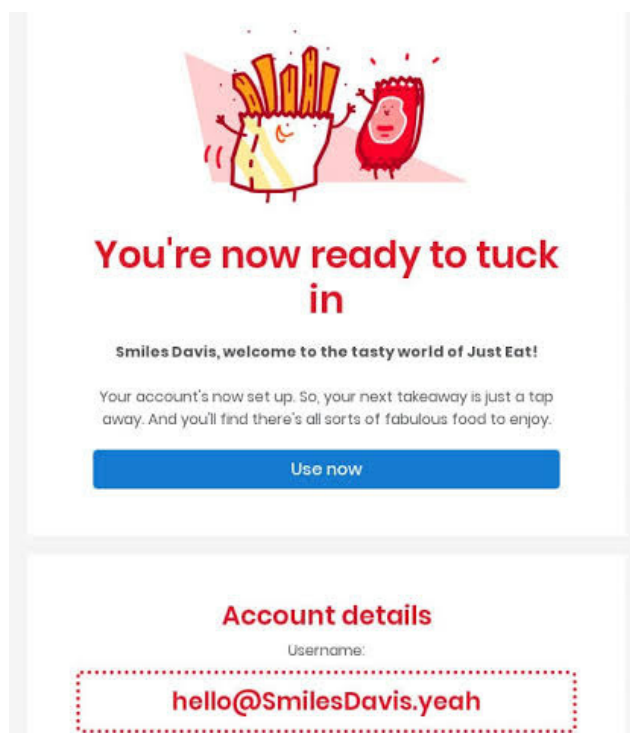 You're now ready to tuck
in
Smiles Davis, welcome to the tasty world of Just Eat!
Your account's now set up. So, your next takeaway is just a tap
away. And you'll find there's all sorts of fabulous food to enjoy.
Use now
Account details
Username:
hello@SmilesDavis.yeah